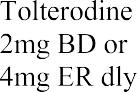 Tolterodine
2mg BD or
4mg ER dly